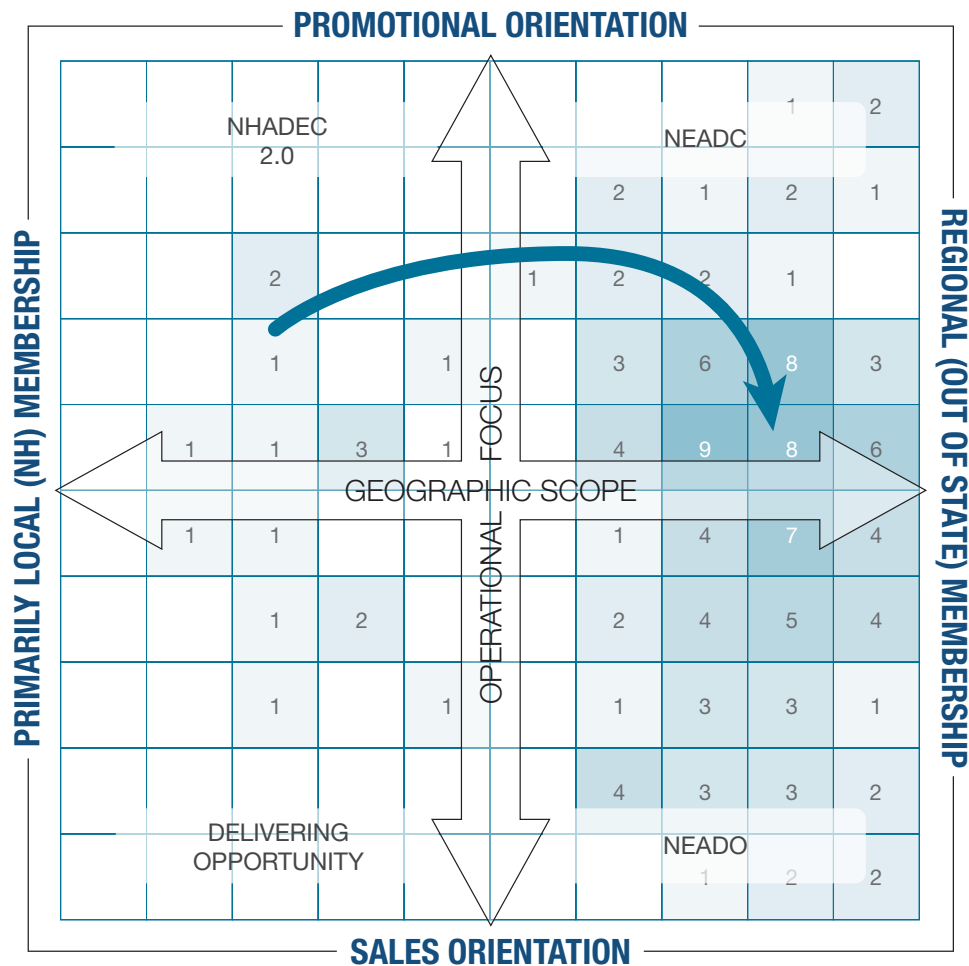 PROMOTIONAL ORIENTATION
1 2
NHADEC
2.0
NEADC
2 1 2 1
2 1 2 2 1
1 1 3 6 8 3
1 1 3 1 4 9 8 6
GEOGRAPHIC SCOPE
OPERATIONAL FOCUS
1 1 1 4 7 4
1 2 2 4 5 4
1 1 1 3 3 1
4 3 3 2
DELIVERING
OPPORTUNITY
NEADO
1 2 2
PRIMARILY LOCAL (NH) MEMBERSHIP
REGIONAL (OUT OF STATE) MEMBERSHIP
SALES ORIENTATION